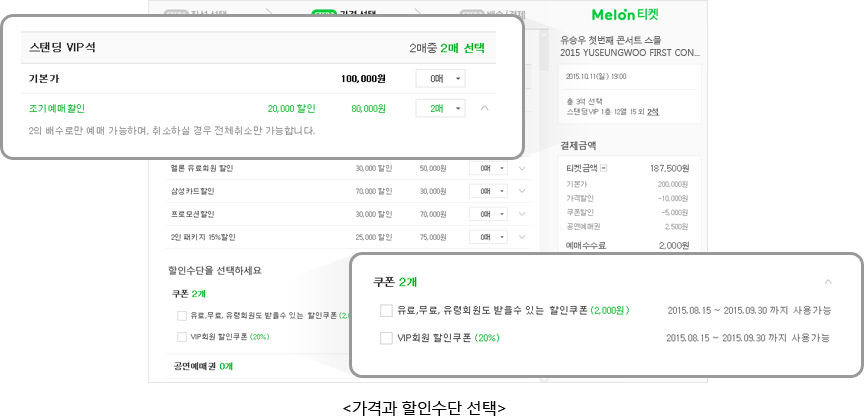 가격 선택
Melon티켓
스탠딩 VIP석 2매중 2매 선택
기본가 100,000원 0매
조기예매할인 20,000 할인 80,000원 2매
2의 배수로만 예매 가능하며, 취소하실 경우 전체취소만 가능합니다.
유승우 첫번째 콘서트 스물
2015 YUSEUNGWOO FIRST CON...
2015.10.11(일) 19:00
총 3석 선택
스탠딩VIP 1층 12열 15 외 2석
결제금액
티켓금액 187,500원
기본가 200,000원
가격할인 -10,000원
쿠폰할인 -5,000원
공연예매권 2,500원
예매수수료 2,000원
멜론 유료회원 할인 30,000 할인 50,000원 0매
삼성카드할인 70,000 할인 30,000원 0매
프로모션할인 30,000 할인 70,000원 0매
2인 패키지 15%할인 25,000 할인 75,000원 0매
할인수단을 선택하세요
쿠폰 2개
유료,무료, 유령회원도 받을수 있는 할인쿠폰
VIP회원 할인쿠폰 (20%)
공연예매권 0개
쿠폰 2개
유료,무료, 유령회원도 받을수 있는 할인쿠폰 (2,000원) 2015.08.15 ~ 2015.09.30 까지 사용가능
VIP회원 할인쿠폰 (20%) 2015.08.15 ~ 2015.09.30 까지 사용가능
<가격과 할인수단 선택>